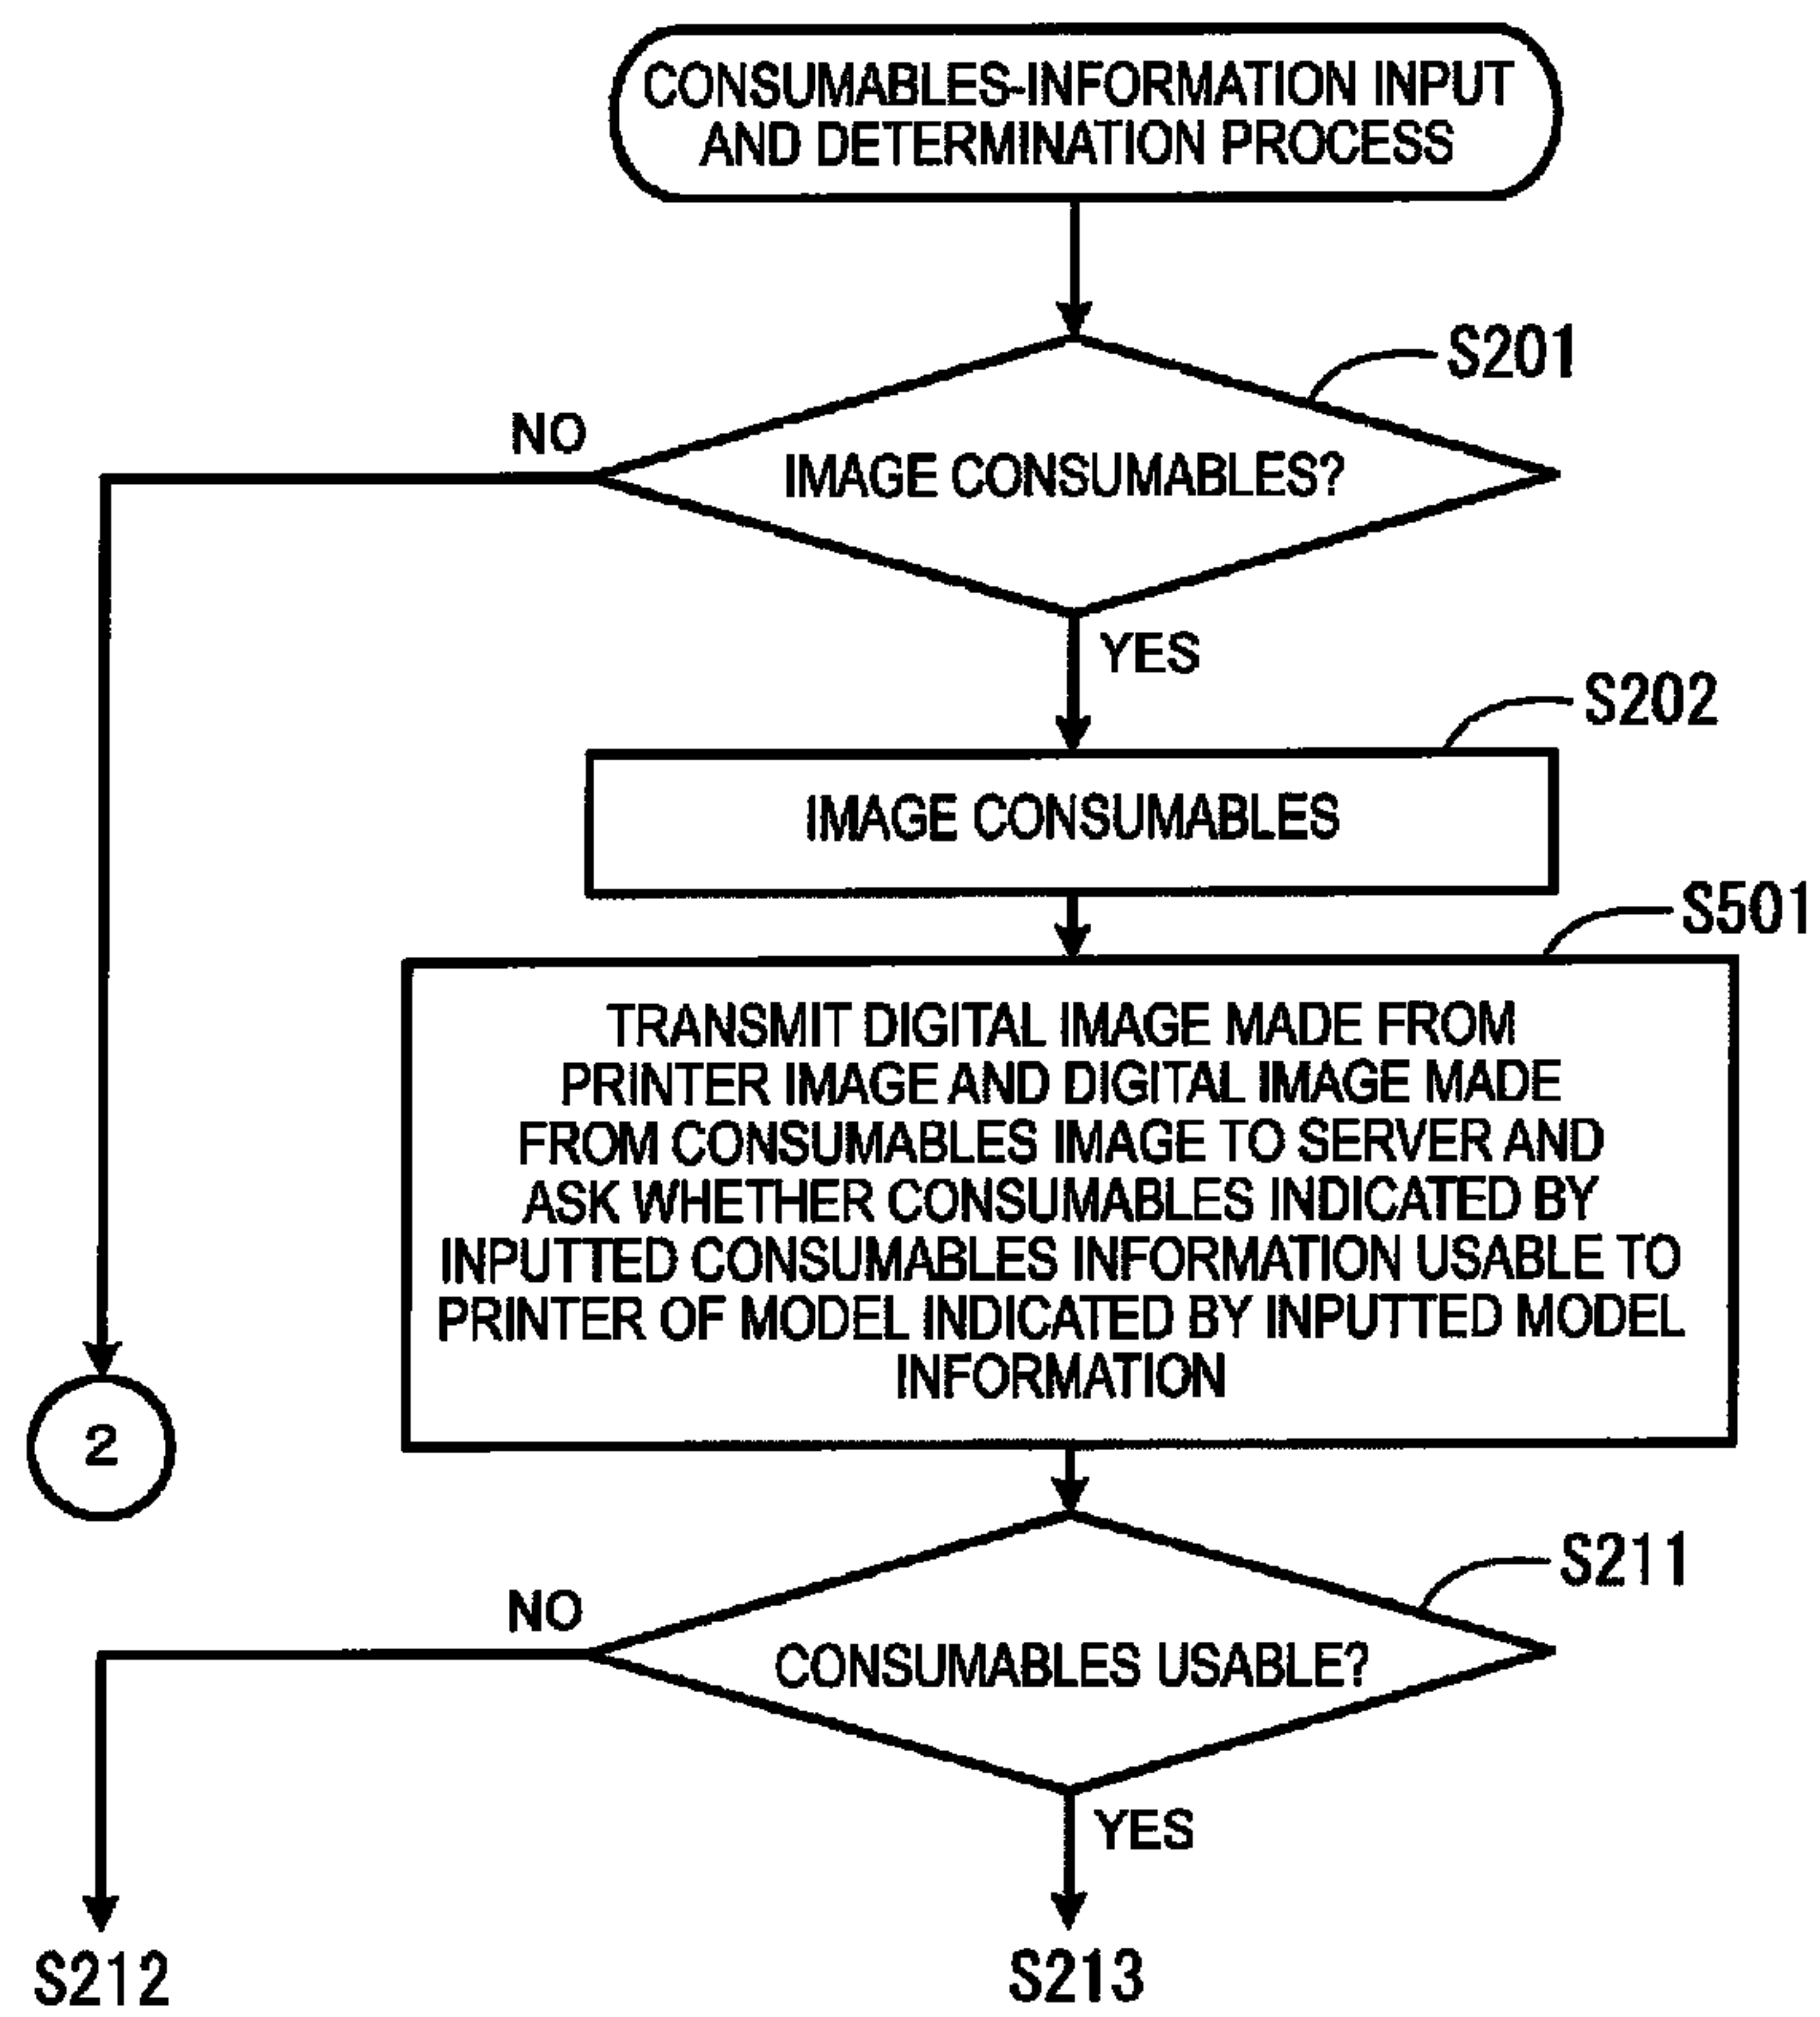 CONSUMABLES-INFORMATION INPUT
AND DETERMINATION PROCESS
S201
NO
IMAGE CONSUMABLES?
YES
S202
IMAGE CONSUMABLES
S501
TRANSMIT DIGITAL IMAGE MADE FROM
PRINTER IMAGE AND DIGITAL IMAGE MADE
FROM CONSUMABLES IMAGE TO SERVER AND
ASK WHETHER CONSUMABLES INDICATED BY
INPUTTED CONSUMABLES INFORMATION USABLE TO
PRINTER OF MODEL INDICATED BY INPUTTED MODEL
INFORMATION
2
S211
NO
CONSUMABLES USABLE?
YES
S212
S213